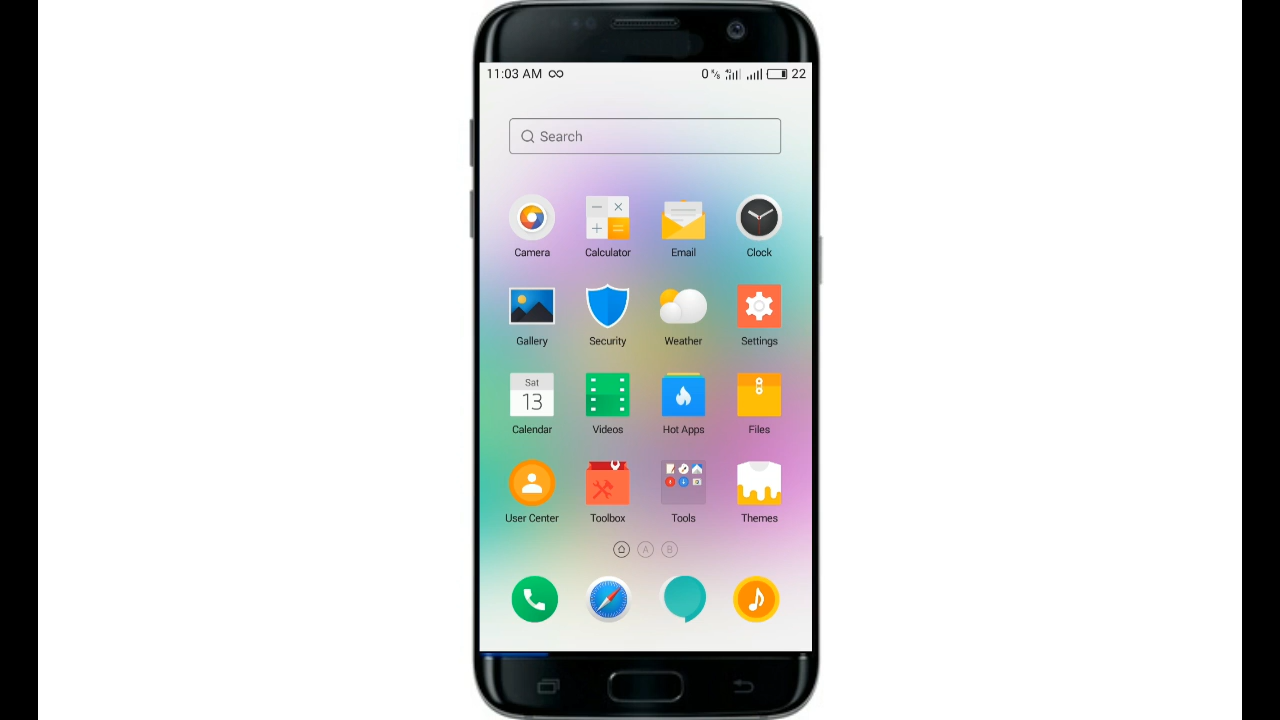 11:03 AM 0 % 4G 22
Search
Camera Calculator Email Clock
Gallery Security Weather Settings
Sat
13
Calendar Videos Hot Apps Files
User Center Toolbox Tools Themes
A B